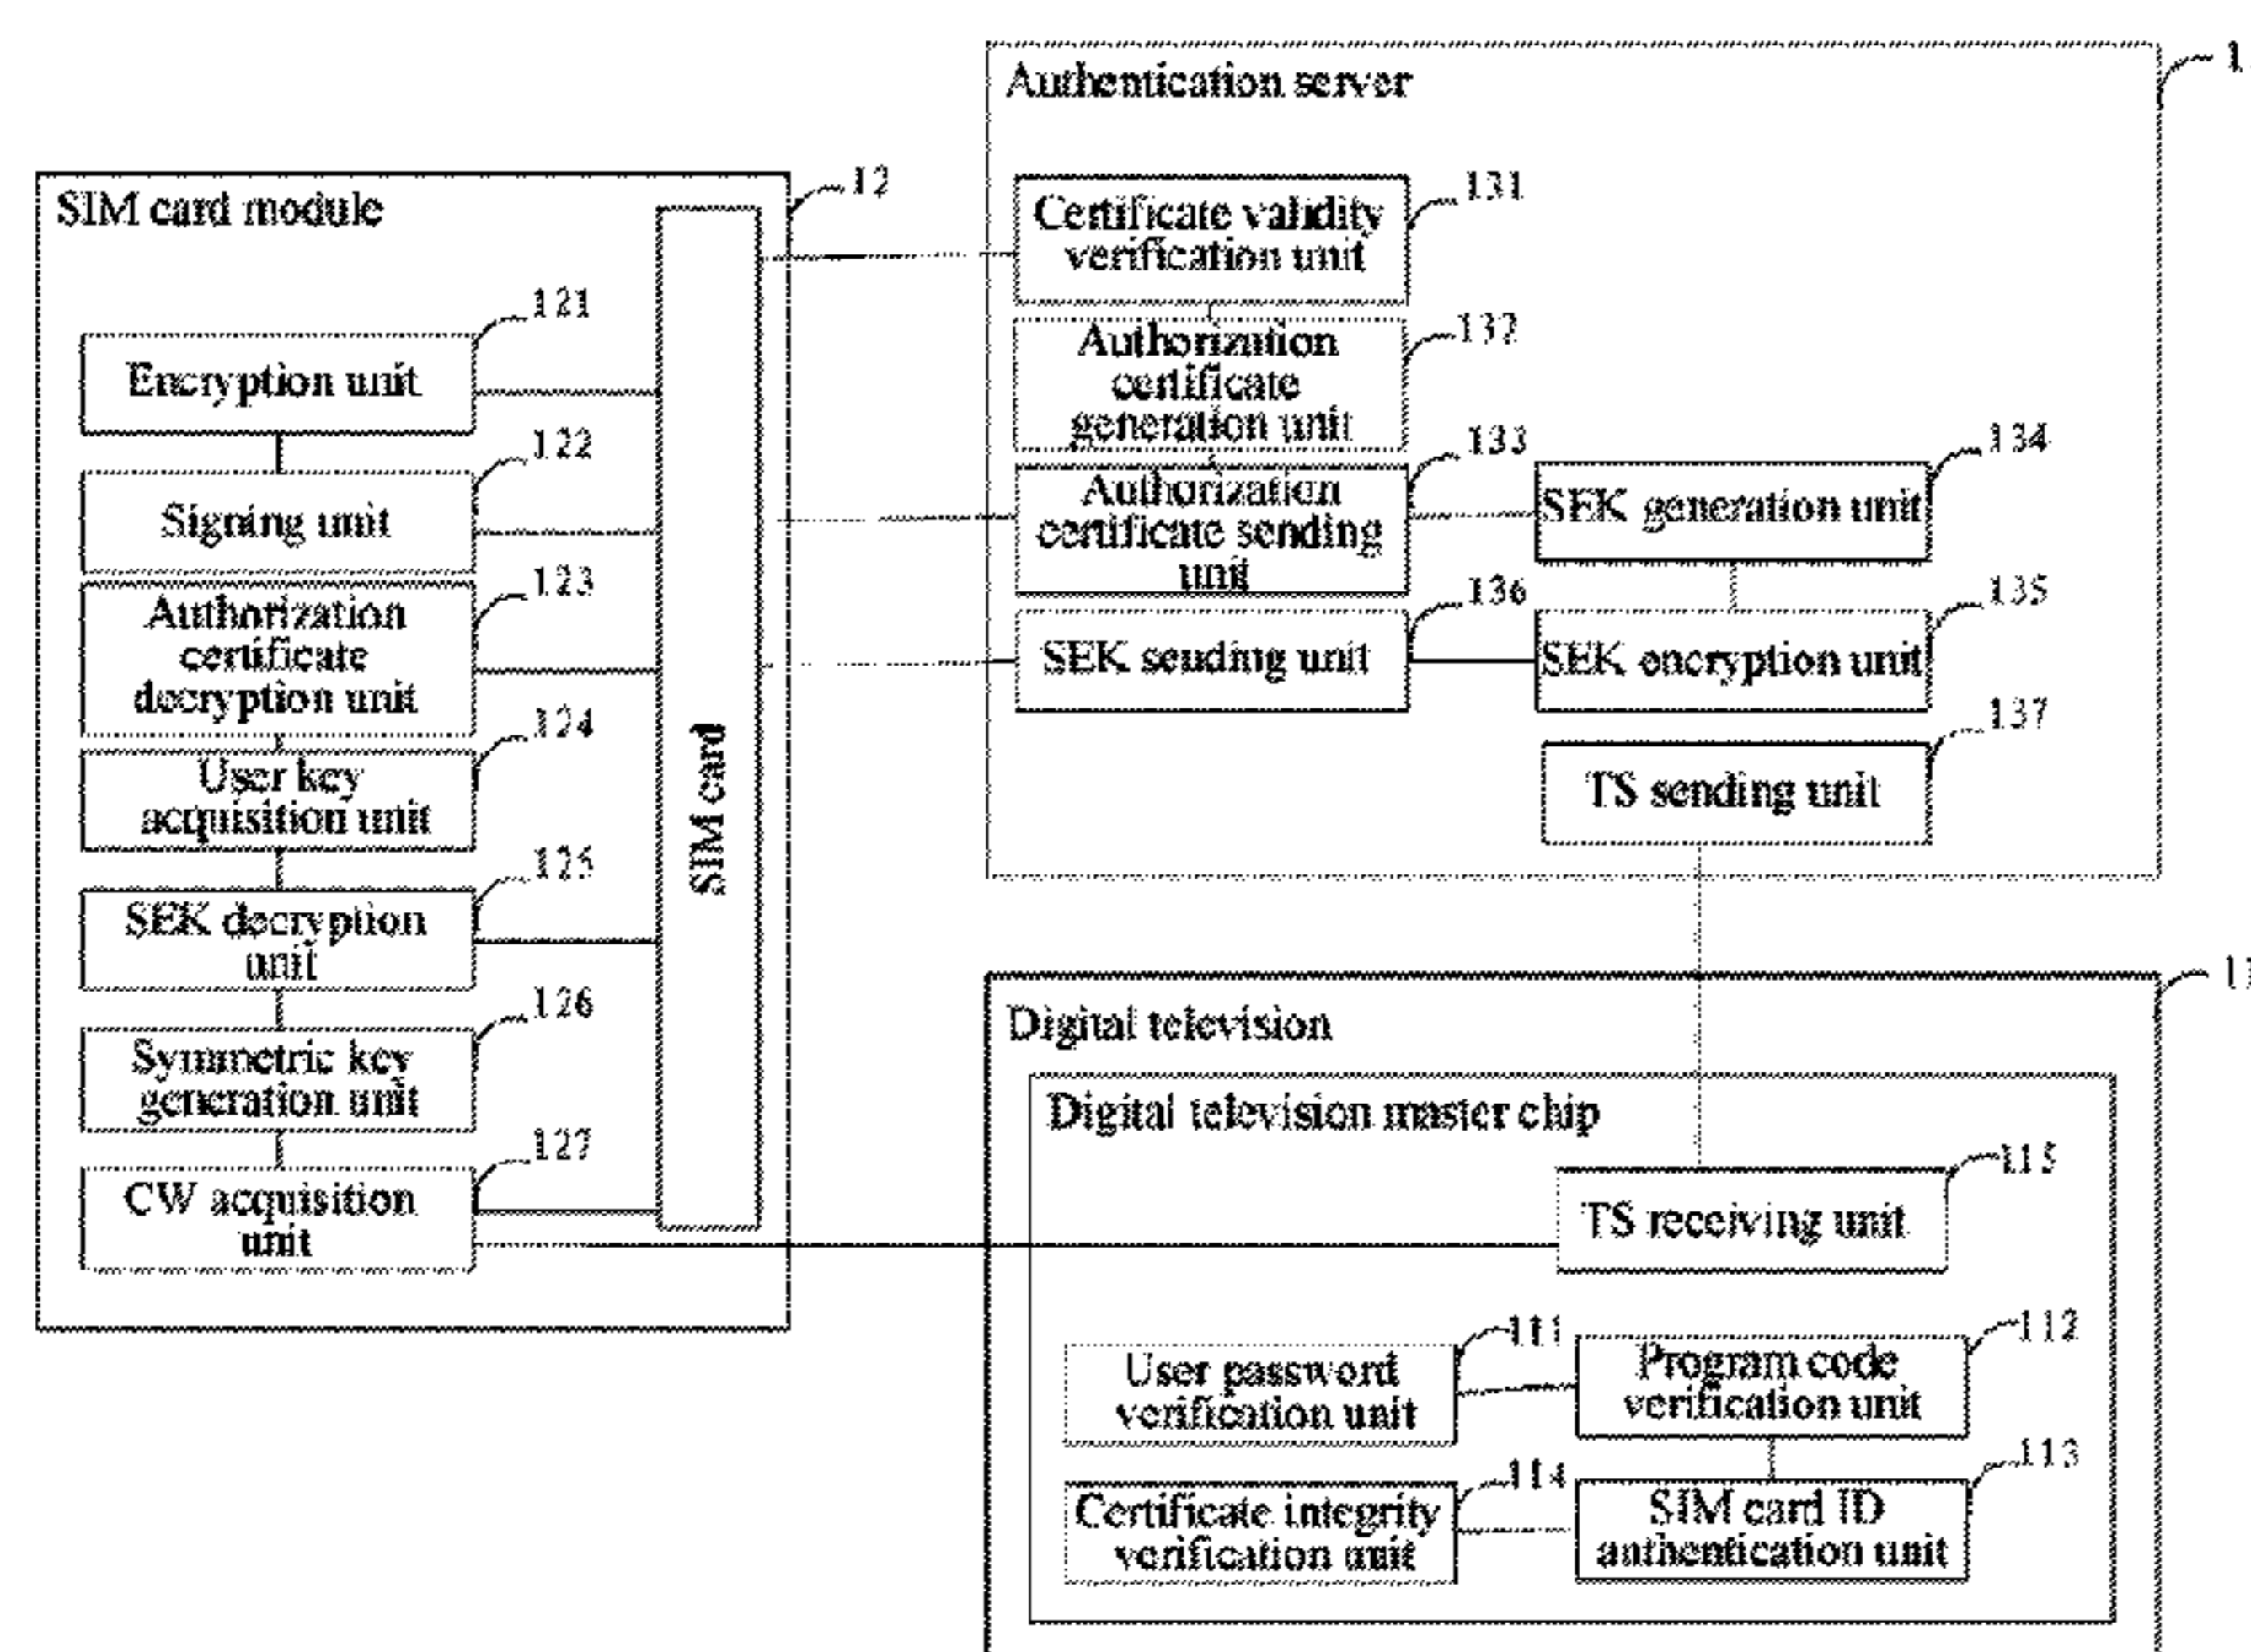 Authentication server
SIM card module
12
131
Certificate validity
verification unit
121
Encryption unit
132
Authorization
certificate
generation unit
122
Signing unit
133
Authorization
certificate sending
unit
134
SEK generation unit
123
Authorization
certificate
decryption unit
136
SEK sending unit
135
SEK encryption unit
124
User key
acquisition unit
137
TS sending unit
SIM card
125
SEK decryption
unit
126
Symmetric key
generation unit
127
CW acquisition
unit
Digital television
Digital television master chip
115
TS receiving unit
111
User password
verification unit
112
Program code
verification unit
114
Certificate integrity
verification unit
113
SIM card ID
authentication unit